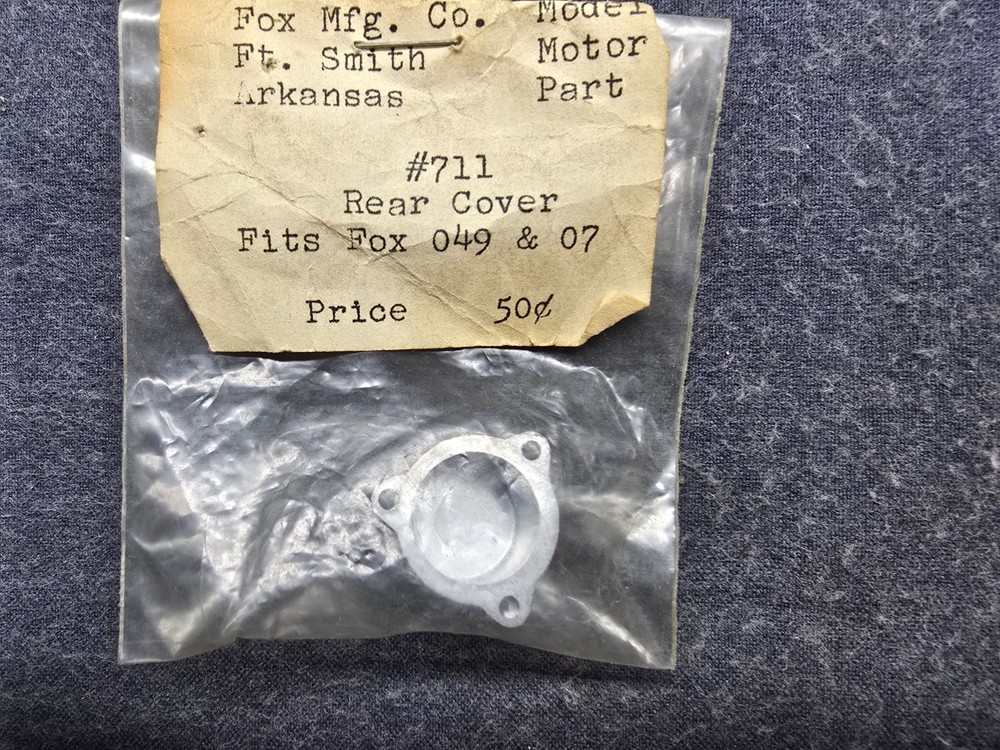 Fox Mfg. Co. Model
Ft. Smith Motor
Arkansas Part
#711
Rear Cover
Fits Fox 049 & 07
Price 50¢